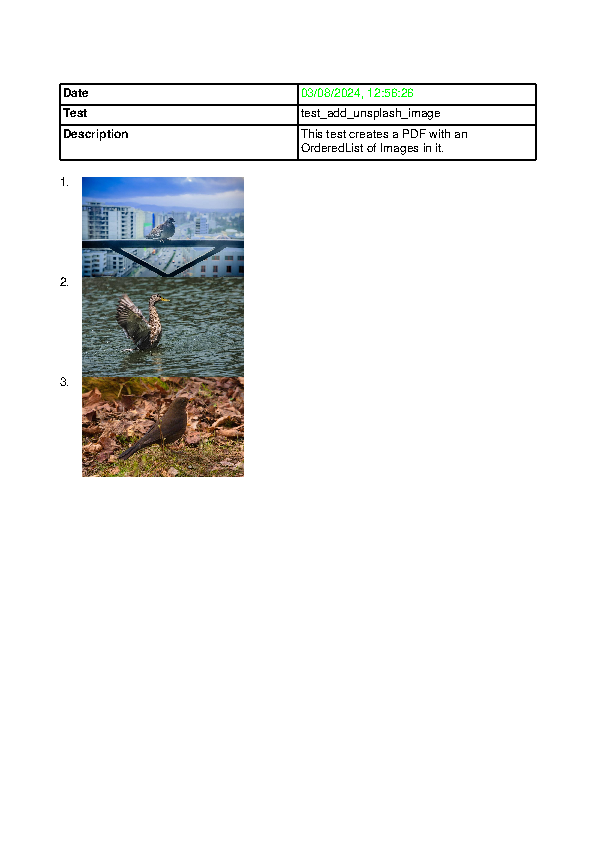 Date 03/08/2024, 12:56:26
Test test_add_unsplash_image
Description This test creates a PDF with an
OrderedList of Images in it.
1.
2.
3.